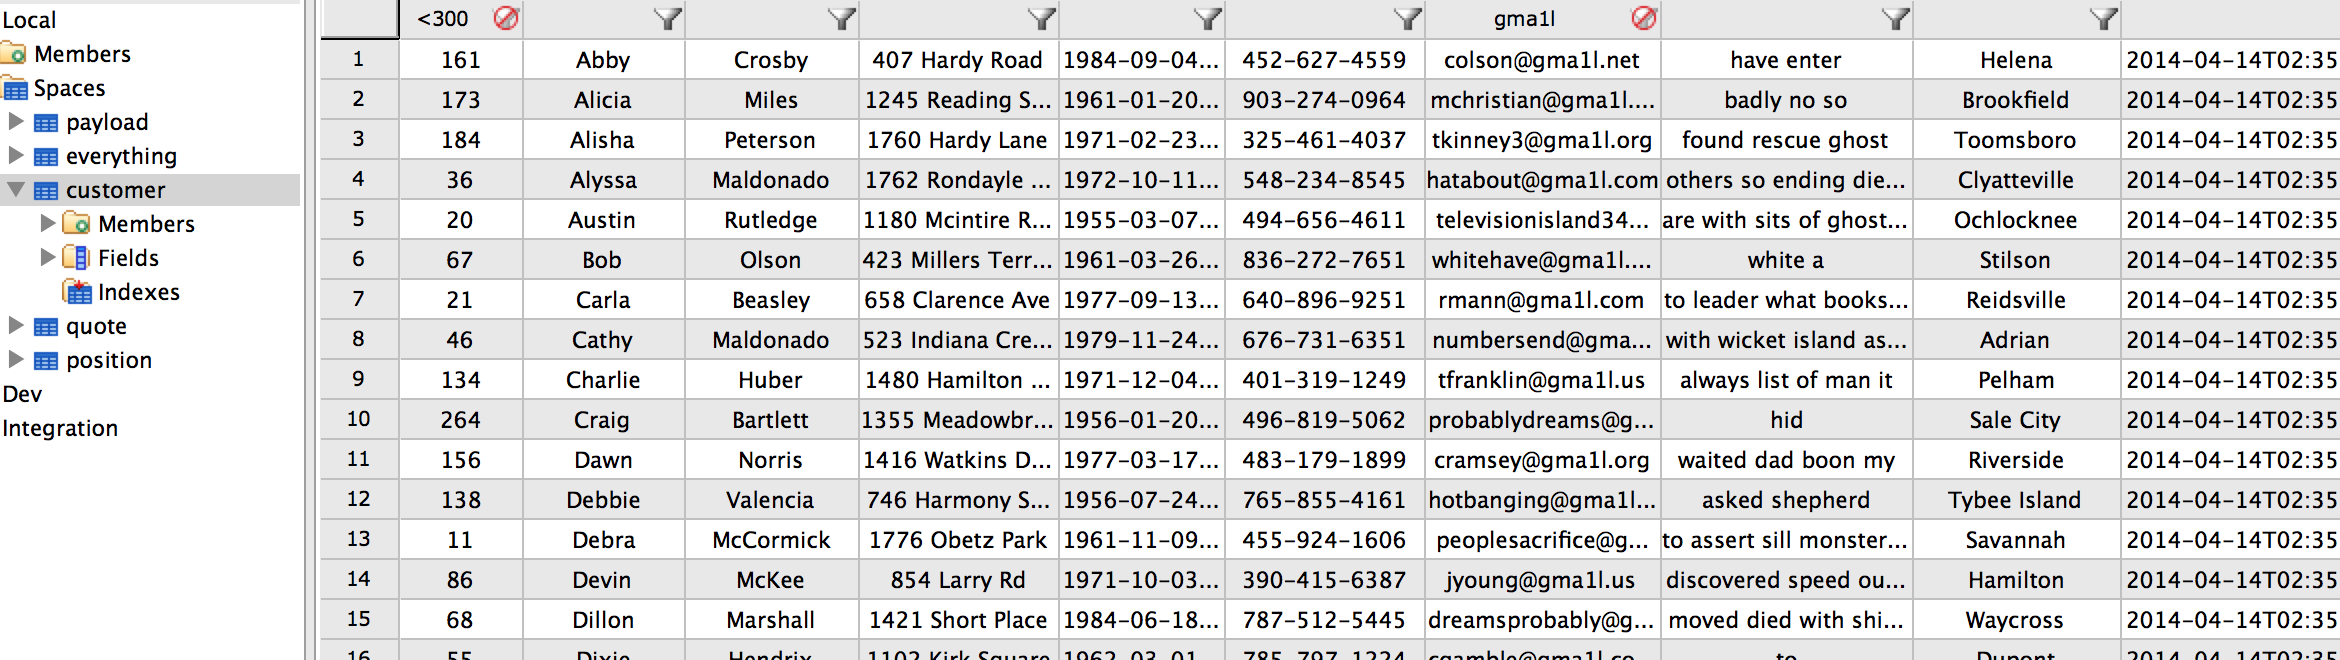 Local
Members
Spaces
payload
everything
customer
Members
Fields
Indexes
quote
position
Dev
Integration
<300 gma1l
1 161 Abby Crosby 407 Hardy Road 1984-09-04... 452-627-4559 colson@gma1l.net have enter Helena 2014-04-14T02:35
2 173 Alicia Miles 1245 Reading S... 1961-01-20... 903-274-0964 mchristian@gma1l.... badly no so Brookfield 2014-04-14T02:35
3 184 Alisha Peterson 1760 Hardy Lane 1971-02-23... 325-461-4037 tkinney3@gma1l.org found rescue ghost Toomsboro 2014-04-14T02:35
4 36 Alyssa Maldonado 1762 Rondayle ... 1972-10-11... 548-234-8545 hatabout@gma1l.com others so ending die... Clyatteville 2014-04-14T02:35
5 20 Austin Rutledge 1180 Mcintire R... 1955-03-07... 494-656-4611 televisionisland34... are with sits of ghost... Ochlocknee 2014-04-14T02:35
6 67 Bob Olson 423 Millers Terr... 1961-03-26... 836-272-7651 whitehave@gma1l.... white a Stilson 2014-04-14T02:35
7 21 Carla Beasley 658 Clarence Ave 1977-09-13... 640-896-9251 rmann@gma1l.com to leader what books... Reidsville 2014-04-14T02:35
8 46 Cathy Maldonado 523 Indiana Cre... 1979-11-24... 676-731-6351 numbersend@gma... with wicket island as... Adrian 2014-04-14T02:35
9 134 Charlie Huber 1480 Hamilton ... 1971-12-04... 401-319-1249 tfranklin@gma1l.us always list of man it Pelham 2014-04-14T02:35
10 264 Craig Bartlett 1355 Meadowbr... 1956-01-20... 496-819-5062 probablydreams@g... hid Sale City 2014-04-14T02:35
11 156 Dawn Norris 1416 Watkins D... 1977-03-17... 483-179-1899 cramsey@gma1l.org waited dad boon my Riverside 2014-04-14T02:35
12 138 Debbie Valencia 746 Harmony S... 1956-07-24... 765-855-4161 hotbanging@gma1l... asked shepherd Tybee Island 2014-04-14T02:35
13 11 Debra McCormick 1776 Obetz Park 1961-11-09... 455-924-1606 peoplesacrifice@g... to assert sill monster... Savannah 2014-04-14T02:35
14 86 Devin McKee 854 Larry Rd 1971-10-03... 390-415-6387 jyoung@gma1l.us discovered speed ou... Hamilton 2014-04-14T02:35
15 68 Dillon Marshall 1421 Short Place 1984-06-18... 787-512-5445 dreamsprobably@g... moved died with shi... Waycross 2014-04-14T02:35
16 55 Dixie Hendrix 1102 Kirk Square 1962-03-01... 785-797-1224 cgamble@gma1l.co... to Dupont 2014-04-14T02:35